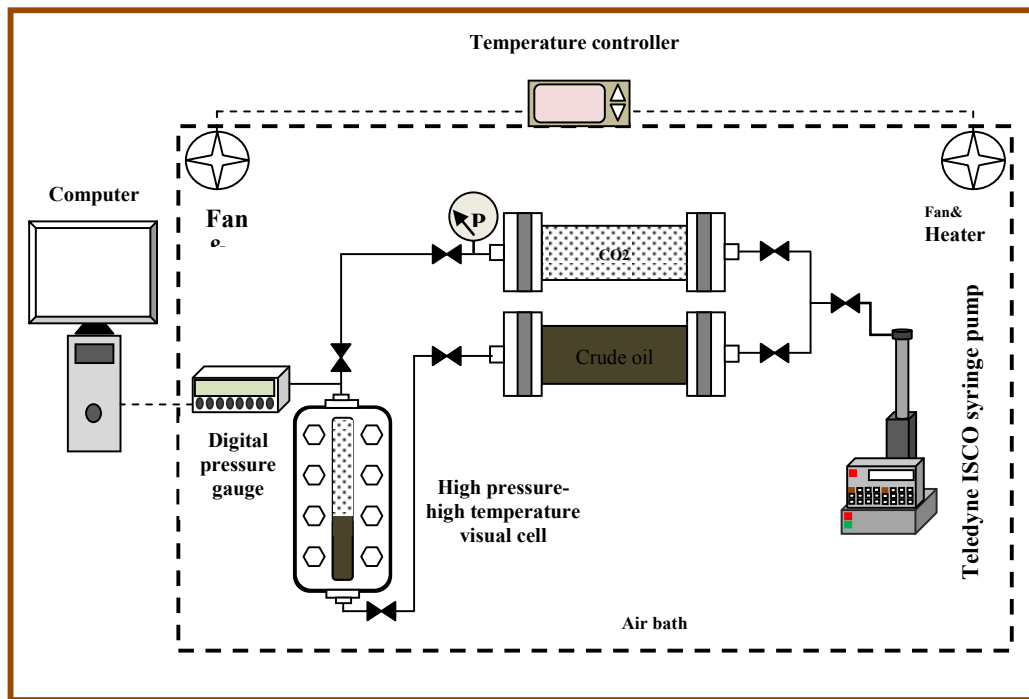 Temperature controller
Computer
Fan
&
Fan&
Heater
P
CO2
Crude oil
Digital
pressure
gauge
High pressure-
high temperature
visual cell
Teledyne ISCO syringe pump
Air bath